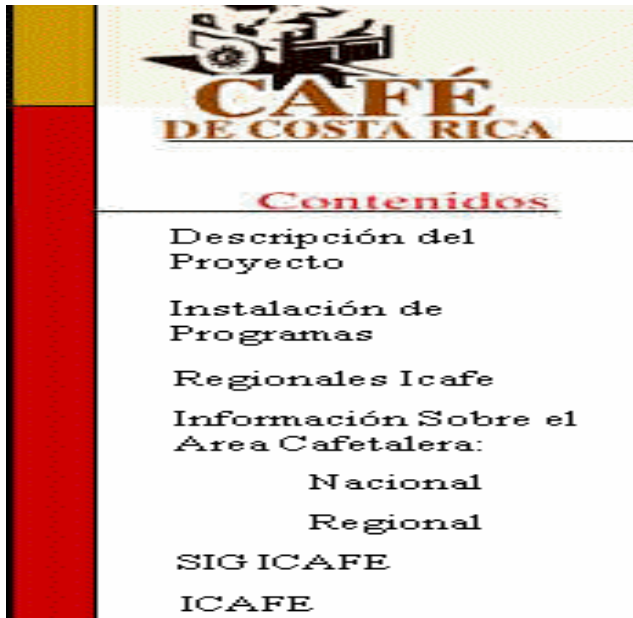 CAFÉ
DE COSTA RICA
Contenidos
Descripción del
Proyecto
Instalación de
Programas
Regionales Icafe
Información Sobre el
Area Cafetalera:
Nacional
Regional
SIG ICAFE
ICAFE